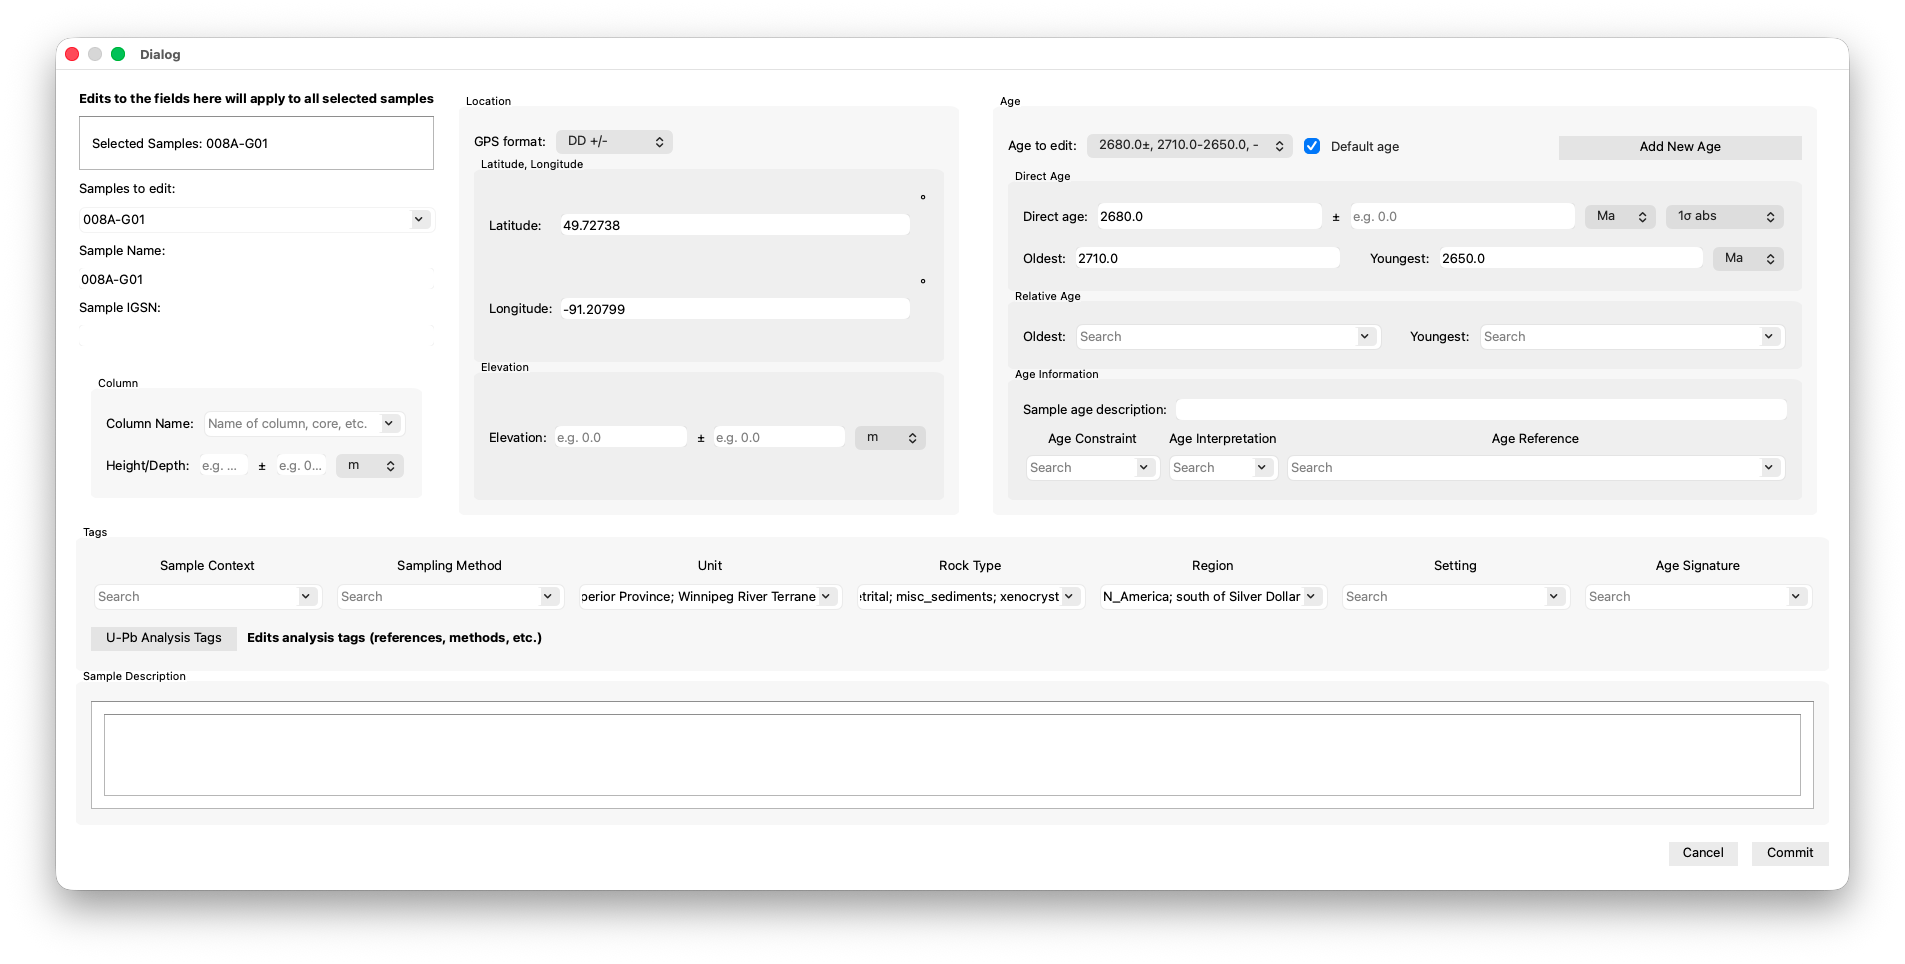 Dialog
Edits to the fields here will apply to all selected samples
Selected Samples: 008A-G01
Samples to edit:
008A-G01
Sample Name:
008A-G01
Sample IGSN:
Column
Column Name: Name of column, core, etc.
Height/Depth: e.g. ... ± e.g. 0... m
Location
GPS format: DD +/-
Latitude, Longitude
°
Latitude: 49.72738
°
Longitude: -91.20799
Elevation
Elevation: e.g. 0.0 ± e.g. 0.0 m
Age
Age to edit: 2680.0±, 2710.0-2650.0, - Default age Add New Age
Direct Age
Direct age: 2680.0 ± e.g. 0.0 Ma 1σ abs
Oldest: 2710.0 Youngest: 2650.0 Ma
Relative Age
Oldest: Search Youngest: Search
Age Information
Sample age description:
Age Constraint Age Interpretation Age Reference
Search Search Search
Tags
Sample Context Sampling Method Unit Rock Type Region Setting Age Signature
Search Search perior Province; Winnipeg River Terrane etrital; misc_sediments; xenocryst N_America; south of Silver Dollar Search Search
U-Pb Analysis Tags Edits analysis tags (references, methods, etc.)
Sample Description
Cancel Commit